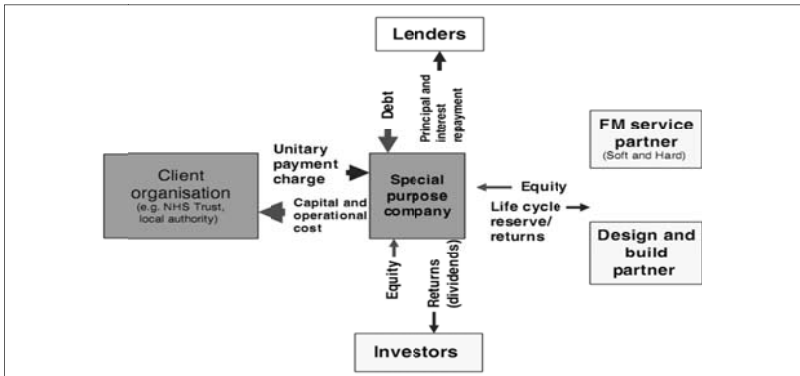 Lenders
Debt
Principal and
interest
repayment
FM service
partner
(Soft and Hard)
Unitary
payment
charge
Client
organisation
(e.g. NHS Trust,
local authority)
Capital and
operational
cost
Special
purpose
company
Equity
Life cycle
reserve/
returns
Design and
build
partner
Equity
Returns
(dividends)
Investors